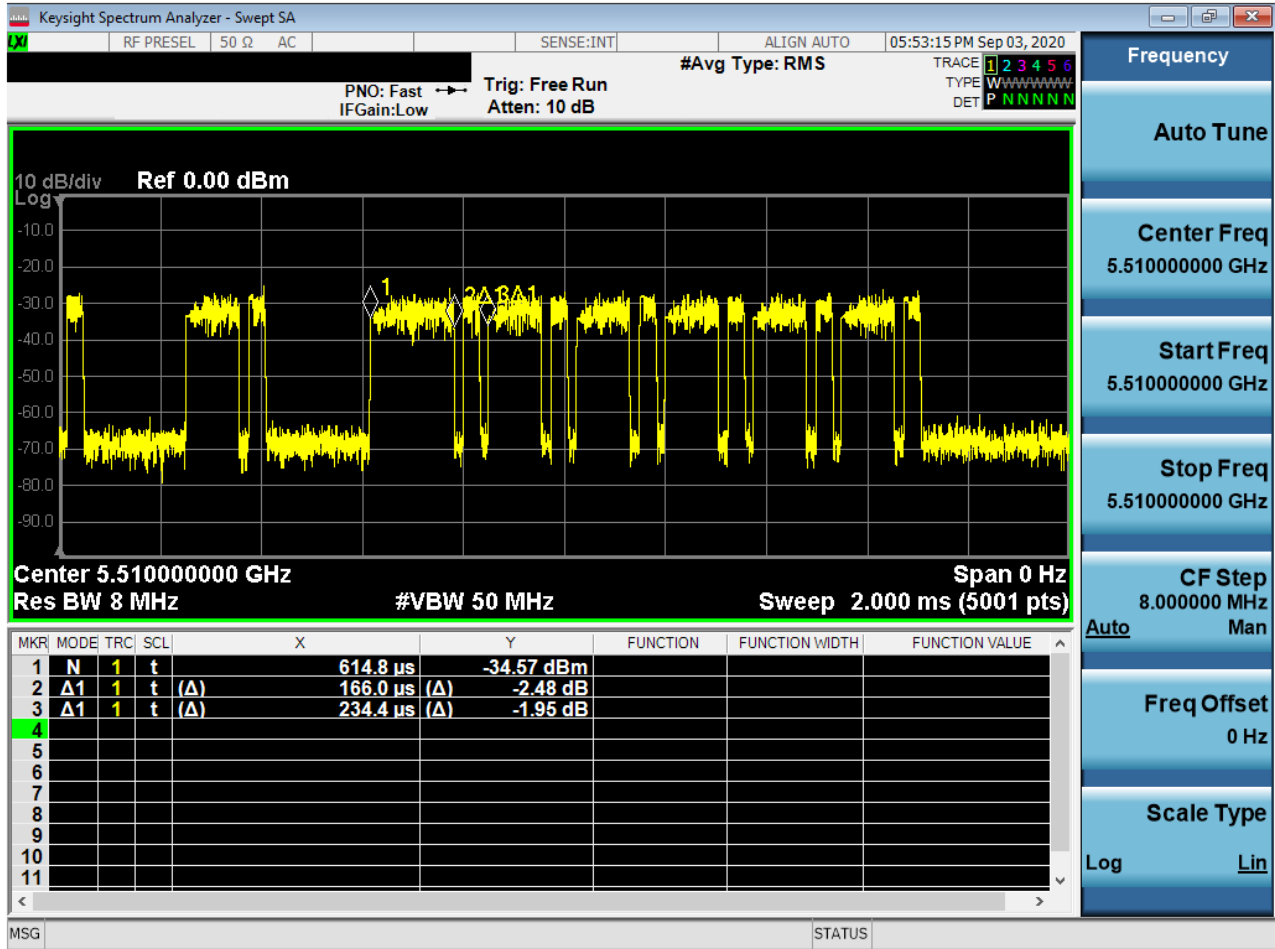 Keysight Spectrum Analyzer - Swept SA
LXI RF PRESEL 50 Ω AC SENSE:INT ALIGN AUTO 05:53:15 PM Sep 03, 2020
#Avg Type: RMS
TRACE 1 2 3 4 5 6
PNO: Fast Trig: Free Run
TYPE WWWWWW
IFGain:Low Atten: 10 dB
DET P N N N N N
10 dB/div Ref 0.00 dBm
Log
-10.0
-20.0
-30.0
-40.0
-50.0
-60.0
-70.0
-80.0
-90.0
1 2Δ1 3Δ1
Center 5.510000000 GHz Span 0 Hz
Res BW 8 MHz #VBW 50 MHz Sweep 2.000 ms (5001 pts)
MKR MODE TRC SCL X Y FUNCTION FUNCTION WIDTH FUNCTION VALUE
1 N 1 t 614.8 µs -34.57 dBm
2 Δ1 1 t (Δ) 166.0 µs (Δ) -2.48 dB
3 Δ1 1 t (Δ) 234.4 µs (Δ) -1.95 dB
4
5
6
7
8
9
10
11
MSG STATUS
Frequency
Auto Tune
Center Freq
5.510000000 GHz
Start Freq
5.510000000 GHz
Stop Freq
5.510000000 GHz
CF Step
8.000000 MHz
Auto Man
Freq Offset
0 Hz
Scale Type
Log Lin